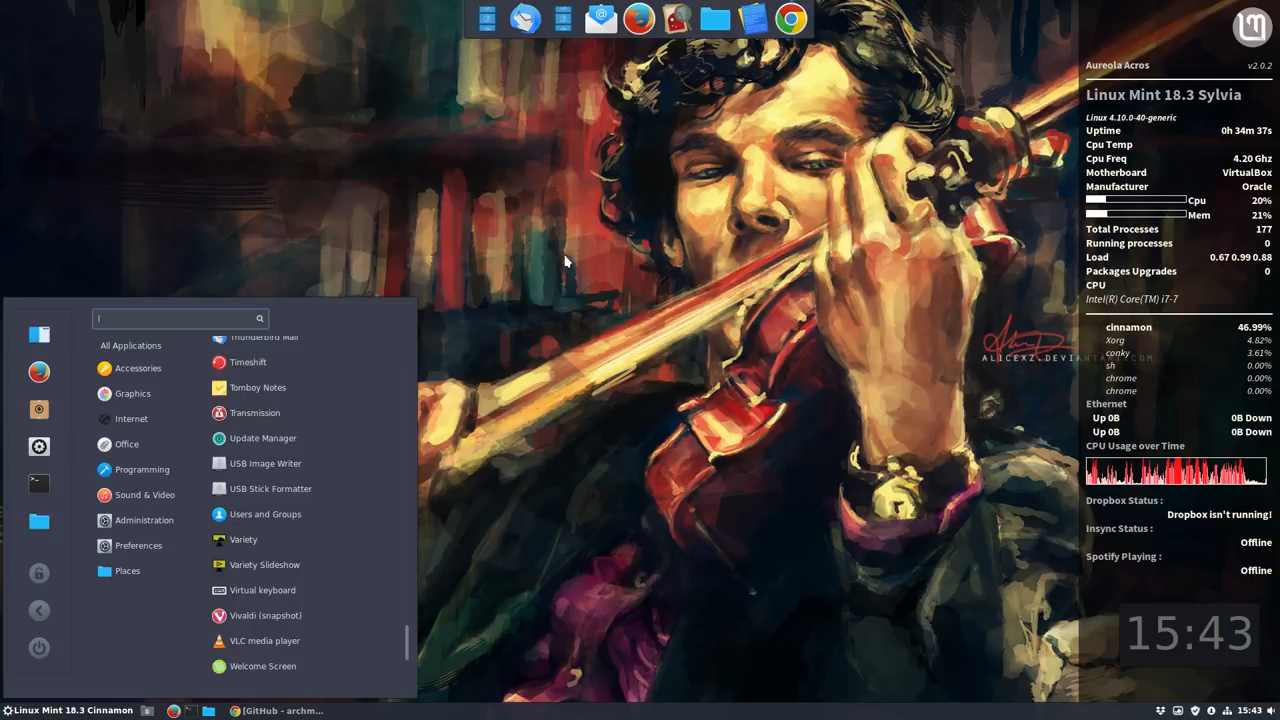 Aureola Acros v2.0.2
Linux Mint 18.3 Sylvia
Linux 4.10.0-40-generic
Uptime 0h 34m 37s
Cpu Temp
Cpu Freq 4.20 Ghz
Motherboard VirtualBox
Manufacturer Oracle
Cpu 20%
Mem 21%
Total Processes 177
Running processes 0
Load 0.67 0.99 0.88
Packages Upgrades 0
CPU
Intel(R) Core(TM) i7-7
cinnamon 46.99%
Xorg 4.82%
conky 3.61%
sh 0.00%
chrome 0.00%
chrome 0.00%
Ethernet
Up 0B 0B Down
Up 0B 0B Down
CPU Usage over Time
Dropbox Status :
Dropbox isn't running!
Insync Status :
Offline
Spotify Playing :
Offline
15:43
ALICEXZ.DEVIANTART.COM
All Applications
Accessories
Graphics
Internet
Office
Programming
Sound & Video
Administration
Preferences
Places
Thunderbird Mail
Timeshift
Tomboy Notes
Transmission
Update Manager
USB Image Writer
USB Stick Formatter
Users and Groups
Variety
Variety Slideshow
Virtual keyboard
Vivaldi (snapshot)
VLC media player
Welcome Screen
Linux Mint 18.3 Cinnamon
[GitHub - archm...
15:43